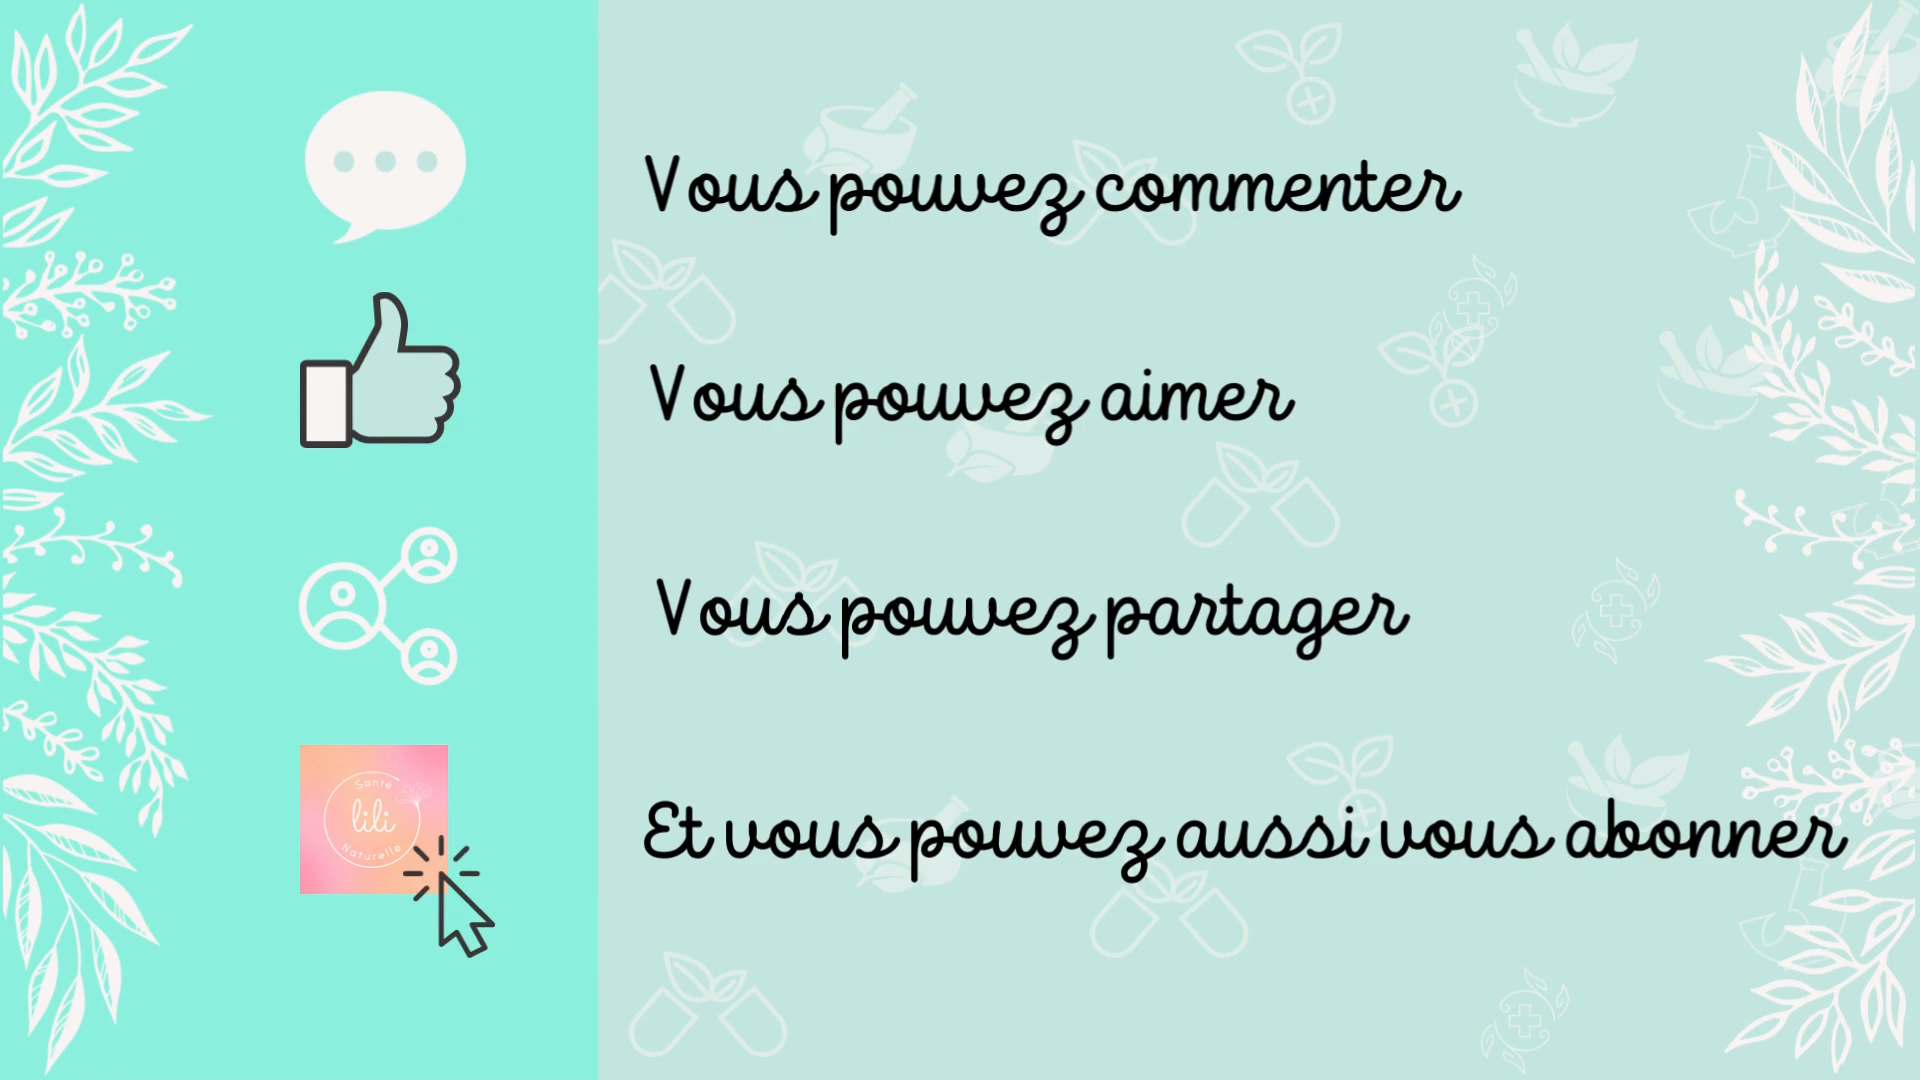 Vous pouvez commenter
Vous pouvez aimer
Vous pouvez partager
Santé
lili
Naturelle
Et vous pouvez aussi vous abonner